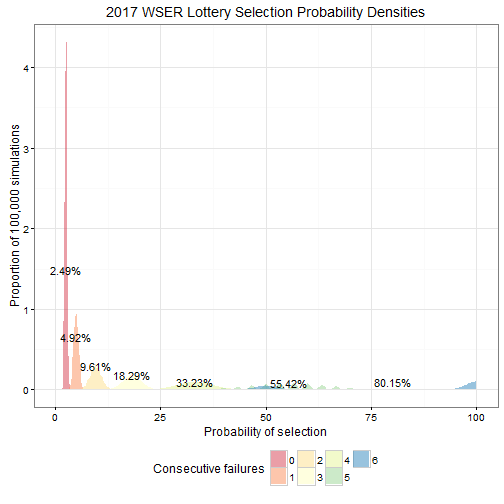 2017 WSER Lottery Selection Probability Densities
Proportion of 100,000 simulations
4
3
2
1
0
2.49%
4.92%
9.61%
18.29%
33.23%
55.42%
80.15%
0 25 50 75 100
Probability of selection
Consecutive failures
0 2 4 6
1 3 5